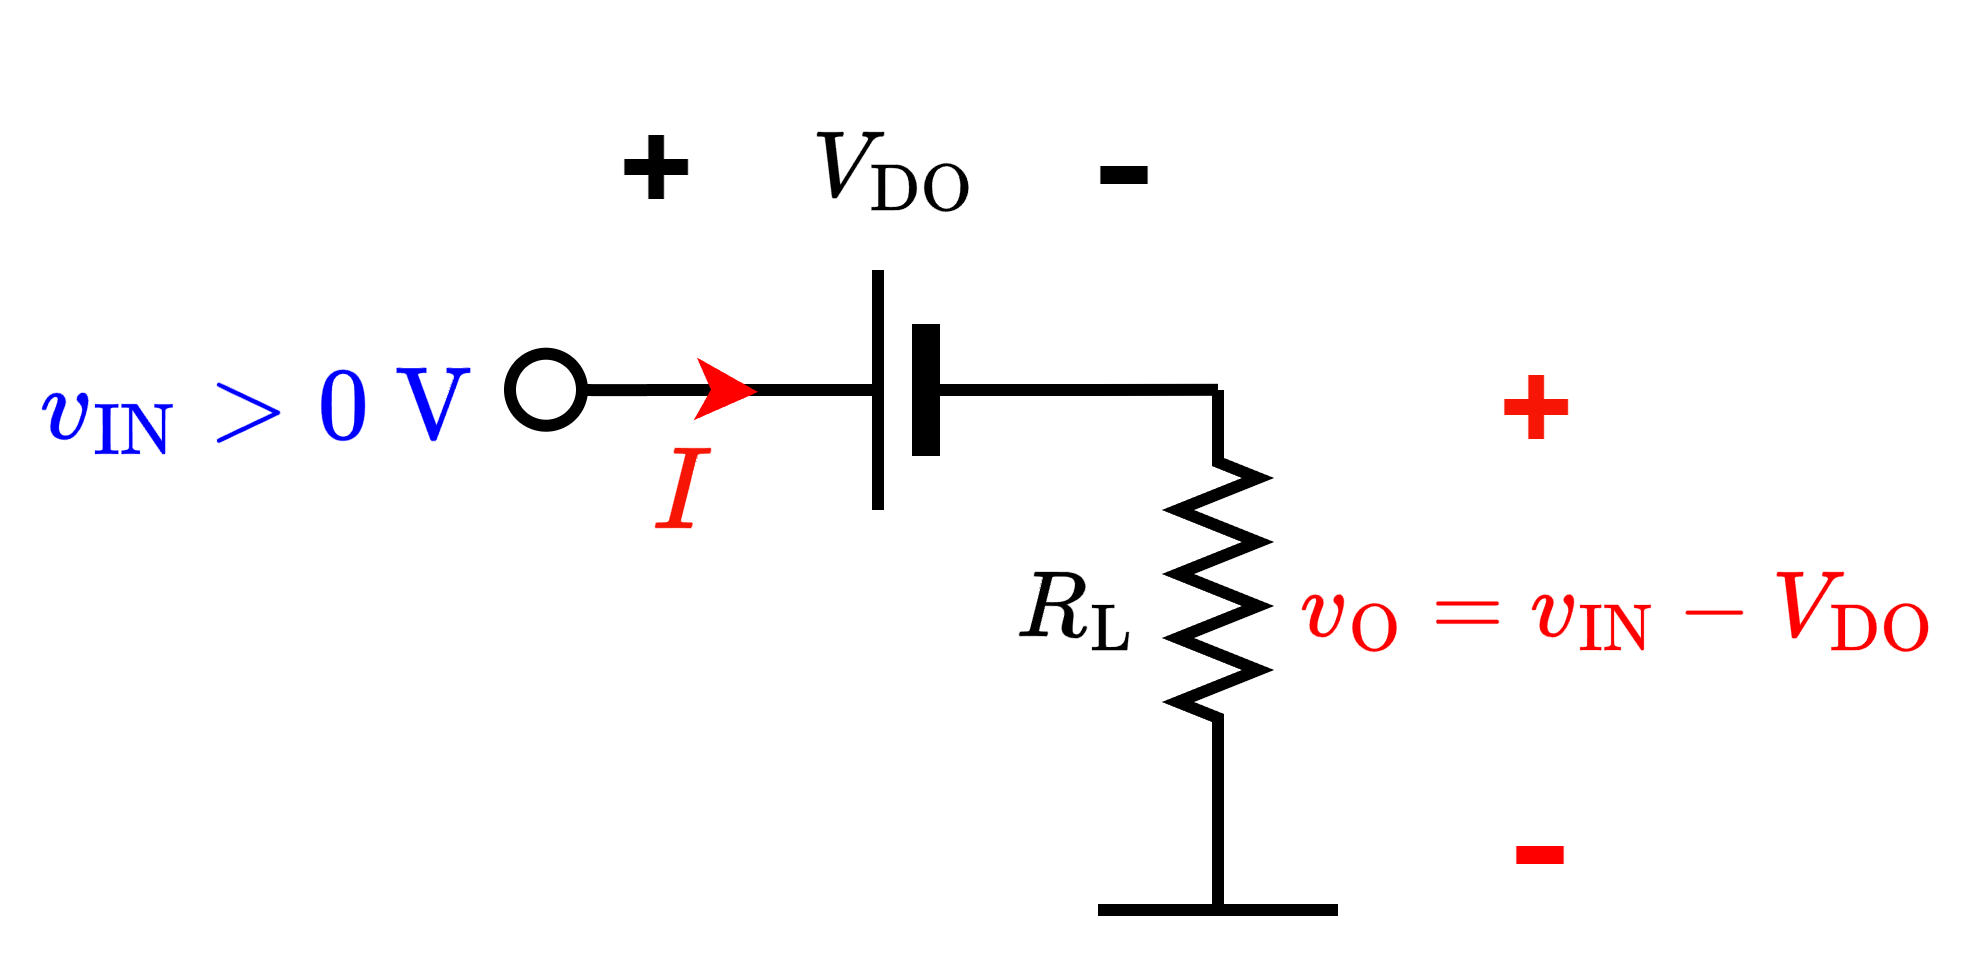 + V_DO -
v_IN > 0 V
I
+
R_L
v_O = v_IN − V_DO
-